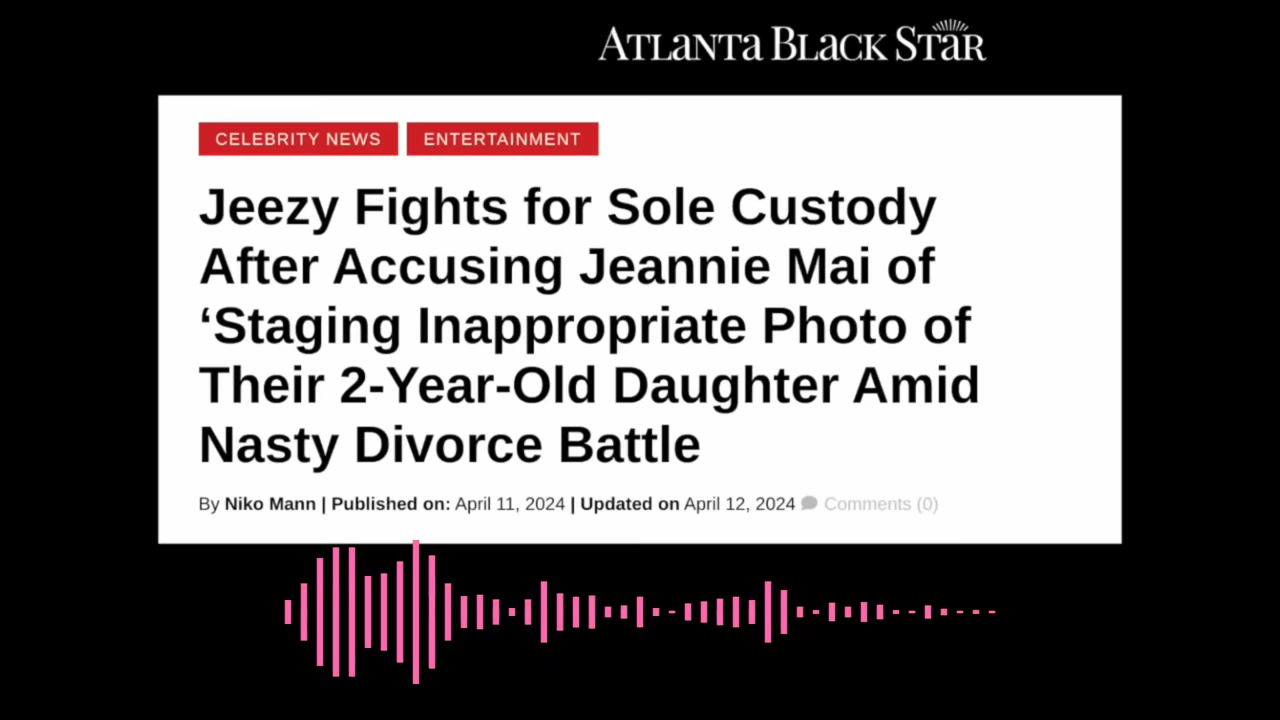 ATLANTA BLACK STAR
CELEBRITY NEWS ENTERTAINMENT
Jeezy Fights for Sole Custody
After Accusing Jeannie Mai of
‘Staging Inappropriate Photo of
Their 2-Year-Old Daughter Amid
Nasty Divorce Battle
By Niko Mann | Published on: April 11, 2024 | Updated on April 12, 2024 Comments (0)